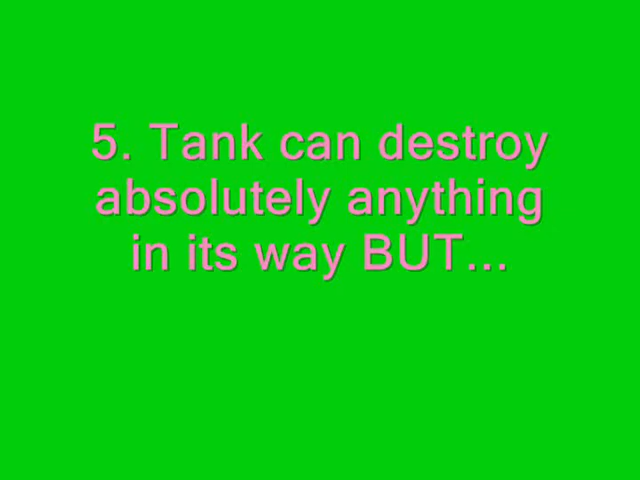 5. Tank can destroy
absolutely anything
in its way BUT...